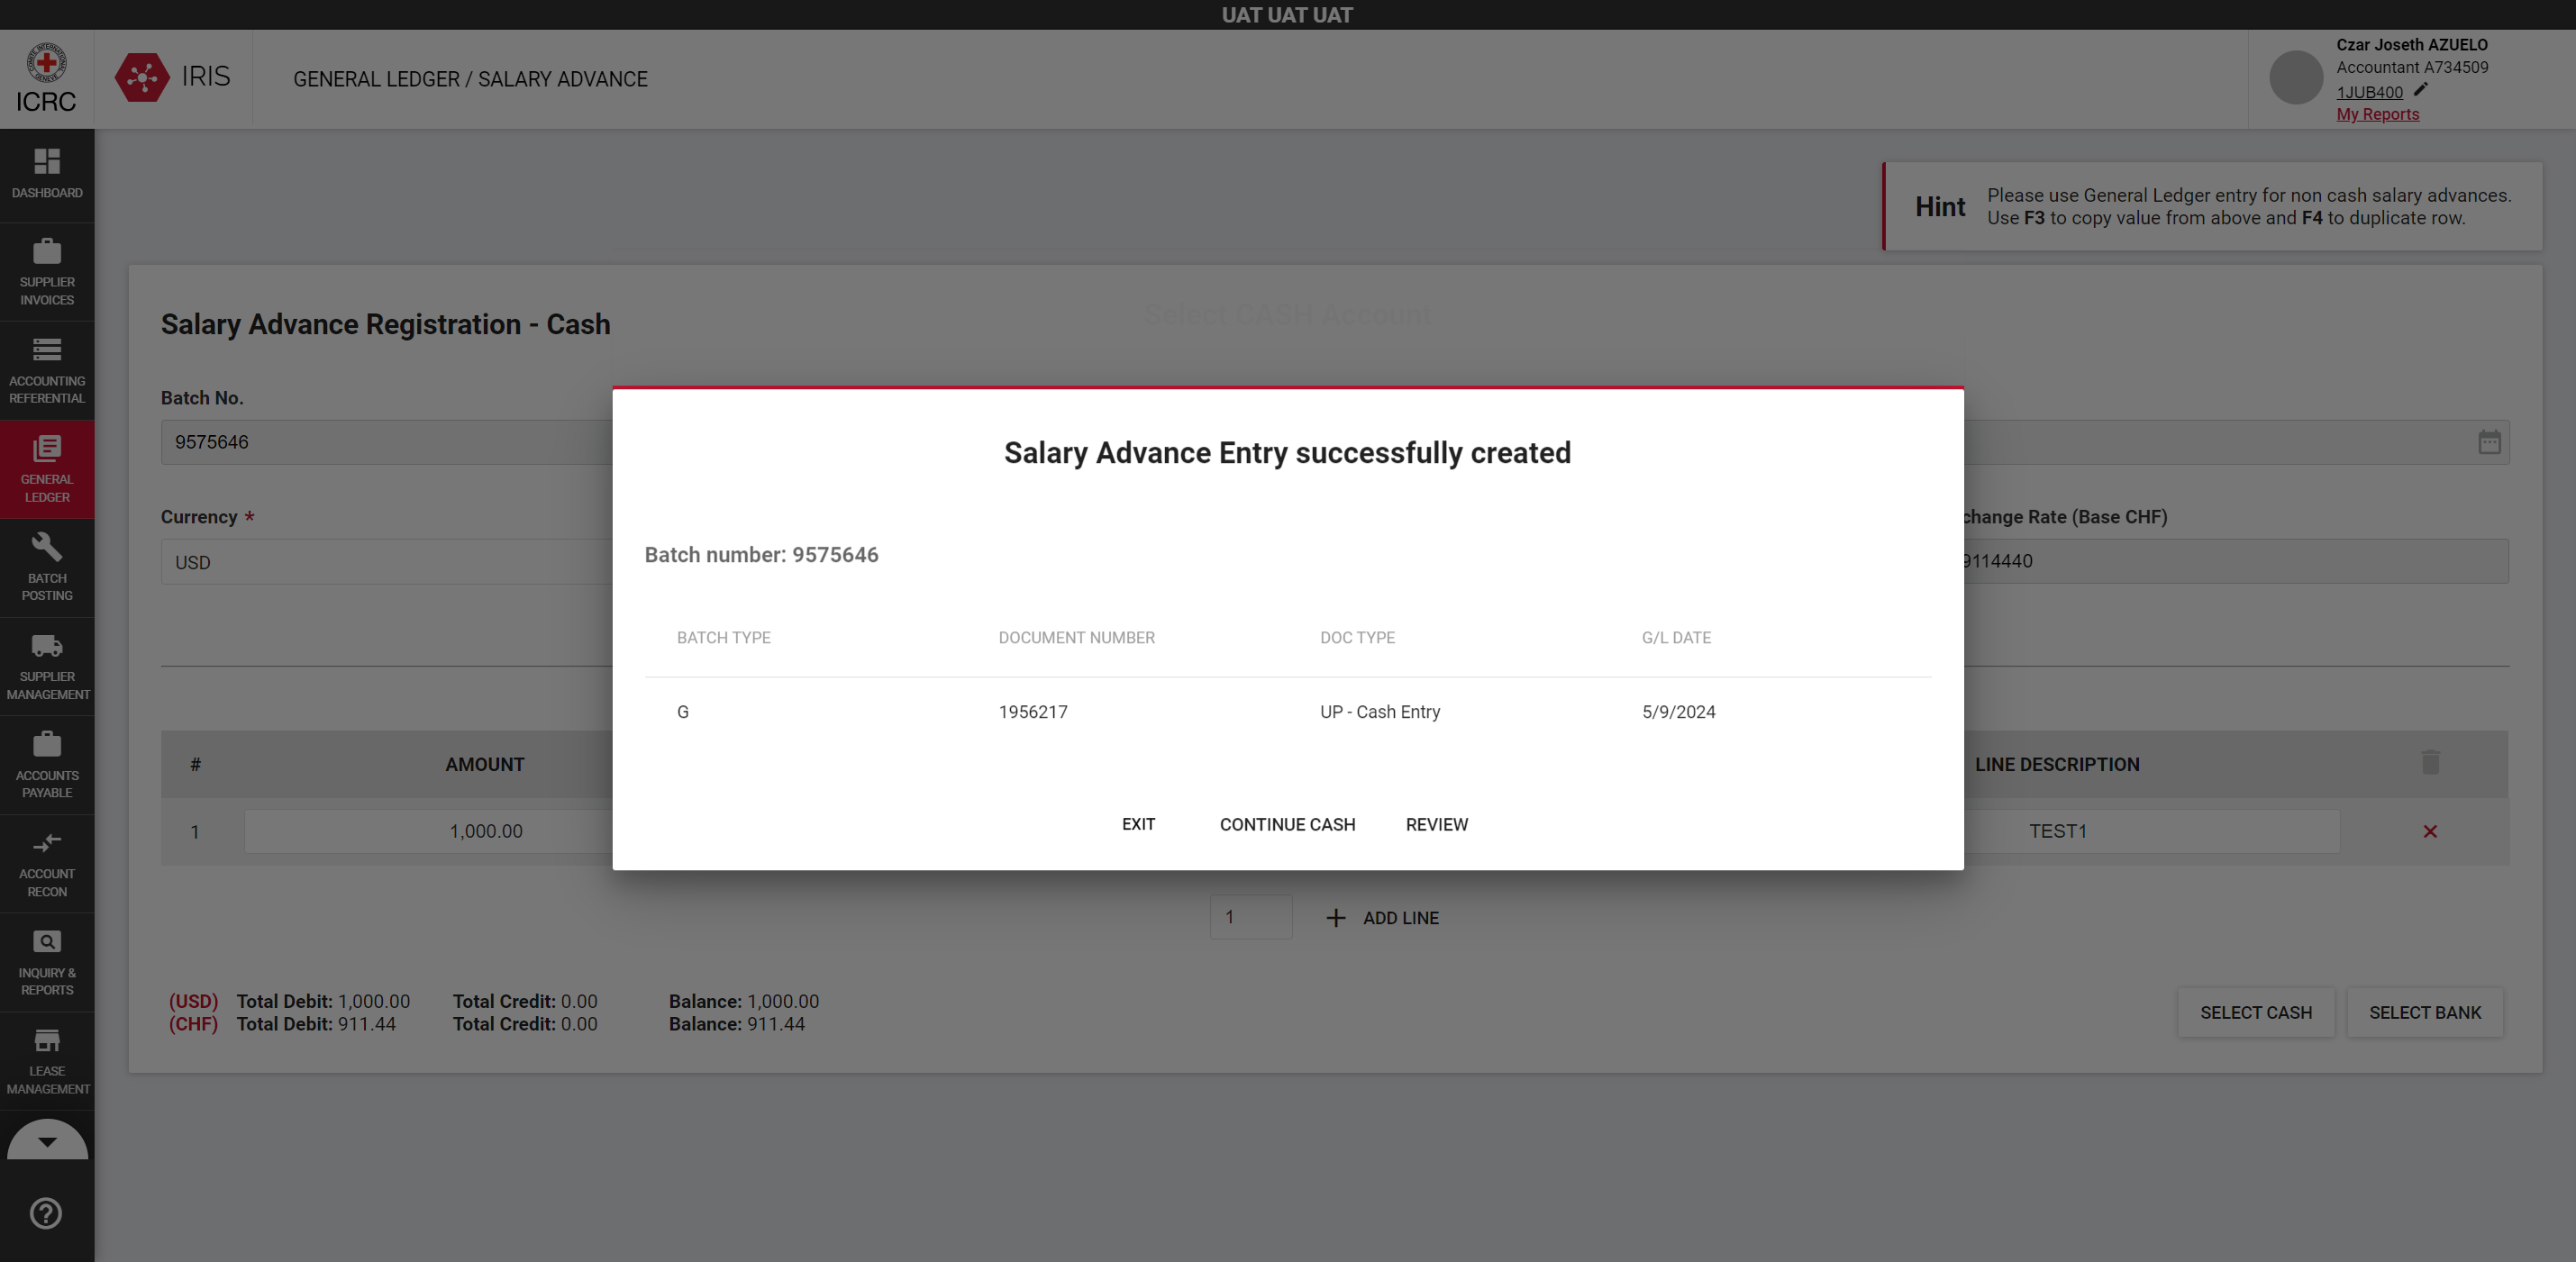 UAT UAT UAT
ICRC
IRIS
GENERAL LEDGER / SALARY ADVANCE
Czar Joseth AZUELO
Accountant A734509
1JUB400
My Reports
DASHBOARD
SUPPLIER
INVOICES
ACCOUNTING
REFERENTIAL
GENERAL
LEDGER
BATCH
POSTING
SUPPLIER
MANAGEMENT
ACCOUNTS
PAYABLE
ACCOUNT
RECON
INQUIRY &
REPORTS
LEASE
MANAGEMENT
Hint
Please use General Ledger entry for non cash salary advances.
Use F3 to copy value from above and F4 to duplicate row.
Salary Advance Registration - Cash
Select CASH Account
Batch No.
9575646
Currency *
USD
change Rate (Base CHF)
9114440
Salary Advance Entry successfully created
Batch number: 9575646
BATCH TYPE DOCUMENT NUMBER DOC TYPE G/L DATE
G 1956217 UP - Cash Entry 5/9/2024
EXIT CONTINUE CASH REVIEW
# AMOUNT LINE DESCRIPTION
1 1,000.00 TEST1
1 + ADD LINE
(USD) Total Debit: 1,000.00 Total Credit: 0.00 Balance: 1,000.00
(CHF) Total Debit: 911.44 Total Credit: 0.00 Balance: 911.44
SELECT CASH SELECT BANK